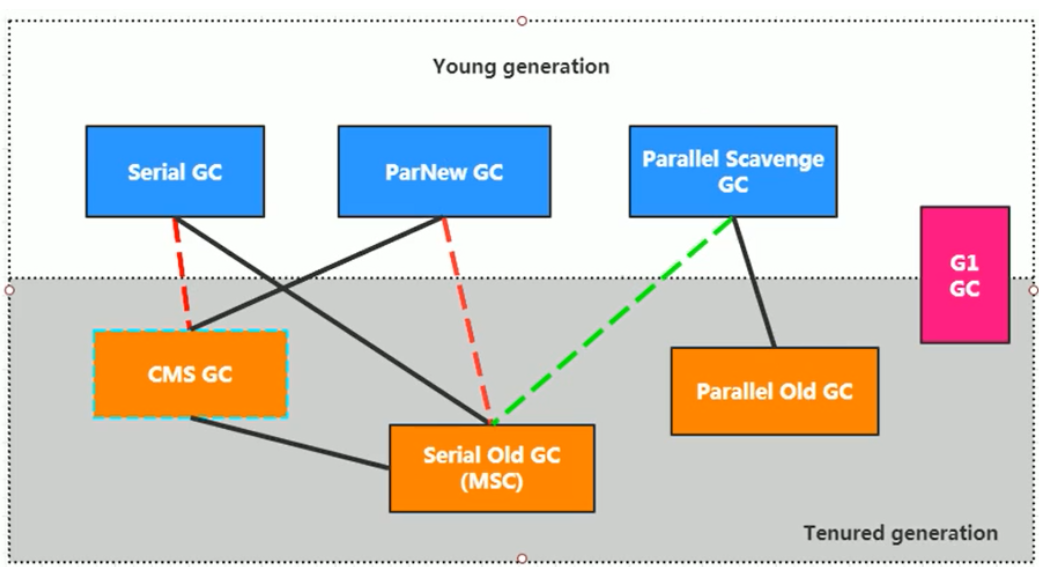 Young generation
Serial GC
ParNew GC
Parallel Scavenge
GC
G1
GC
CMS GC
Parallel Old GC
Serial Old GC
(MSC)
Tenured generation